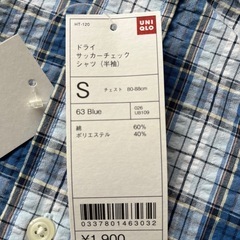 HT-120
UNI
QLO
ドライ
サッカーチェック
シャツ（半袖）
S チェスト 80-88cm
63 Blue 026
UB109
綿 60%
ポリエステル 40%
0337801463032
¥1,900